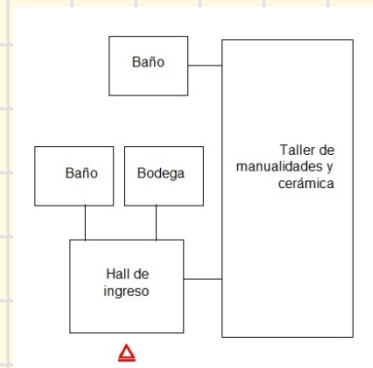 Baño
Taller de
manualidades y
cerámica
Baño
Bodega
Hall de
ingreso